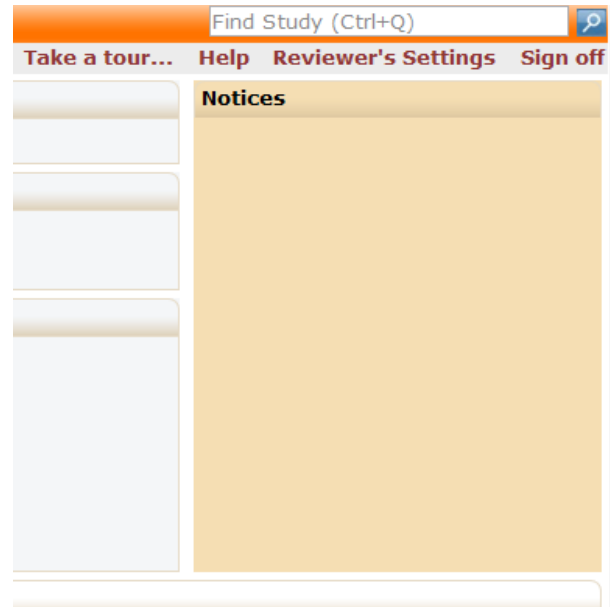 Find Study (Ctrl+Q)
Take a tour... Help Reviewer's Settings Sign off
Notices